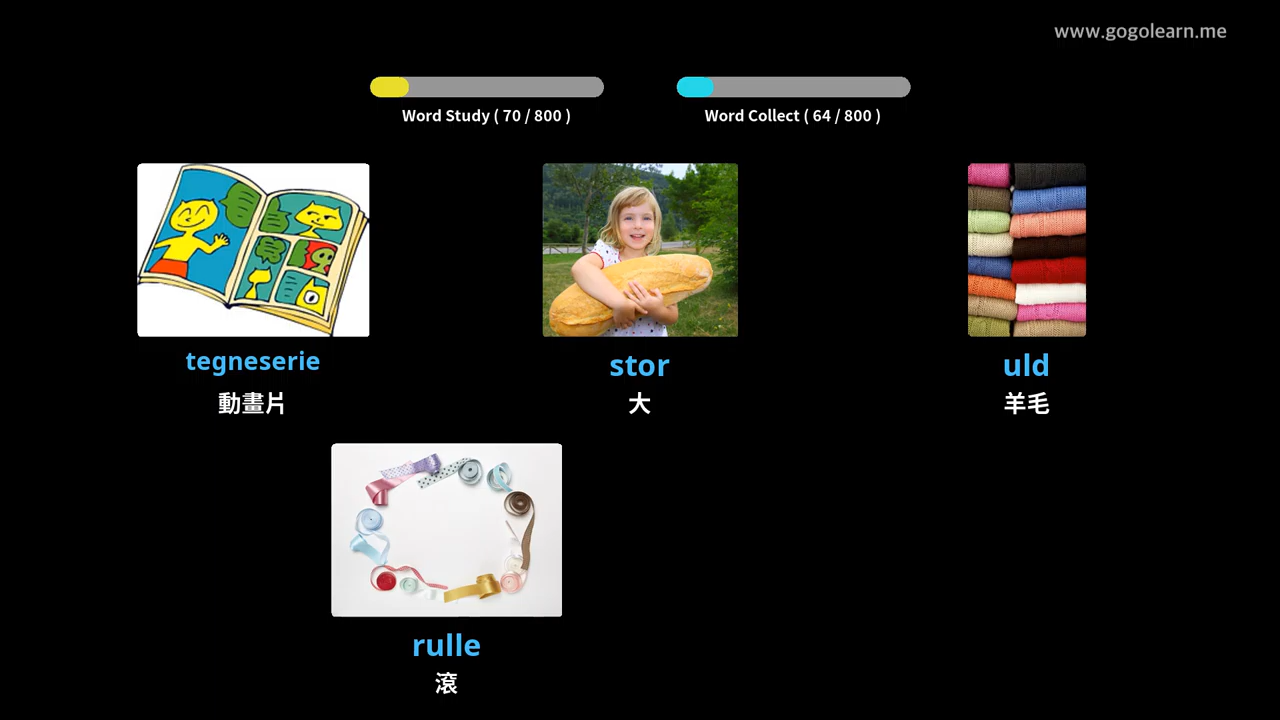 www.gogolearn.me
Word Study ( 70 / 800 )
Word Collect ( 64 / 800 )
tegneserie
動畫片
stor
大
uld
羊毛
rulle
滾